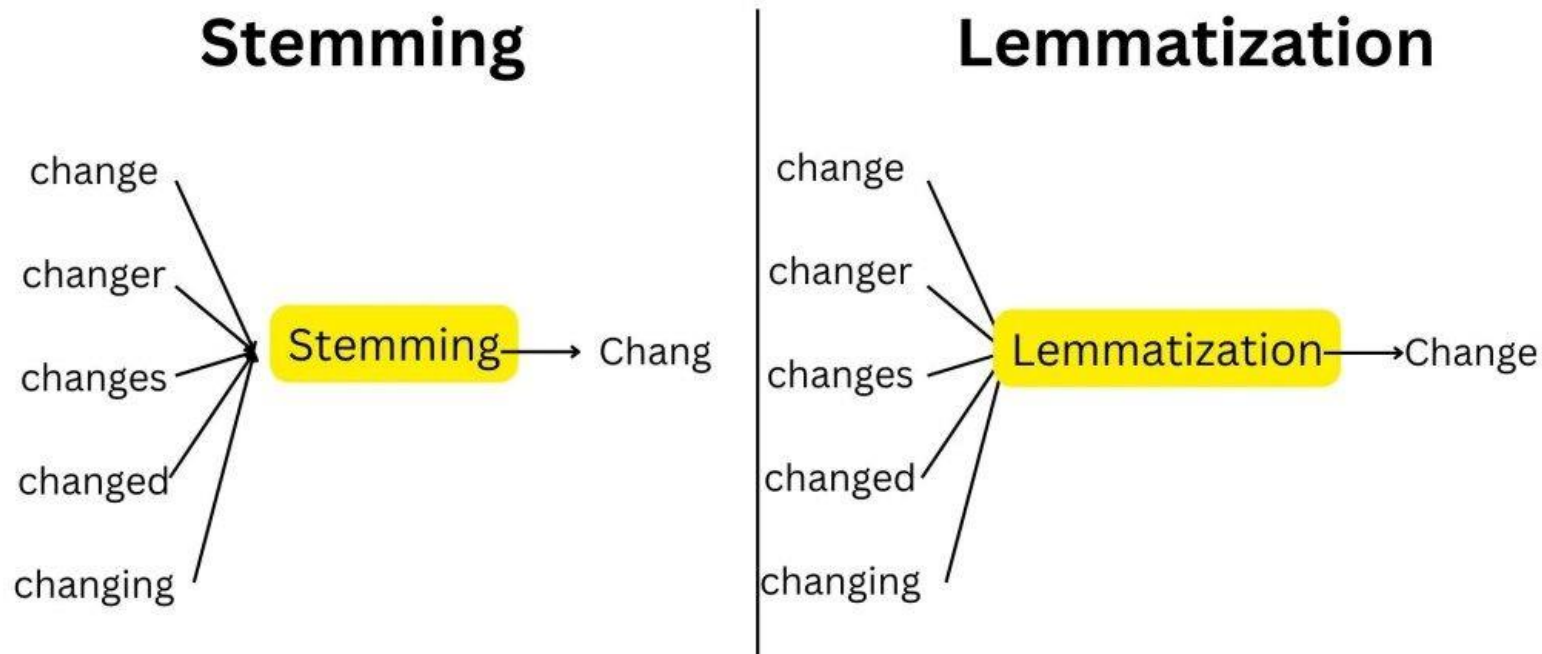 Stemming
change
changer
changes
changed
changing
Stemming
Chang
Lemmatization
change
changer
changes
changed
changing
Lemmatization
Change